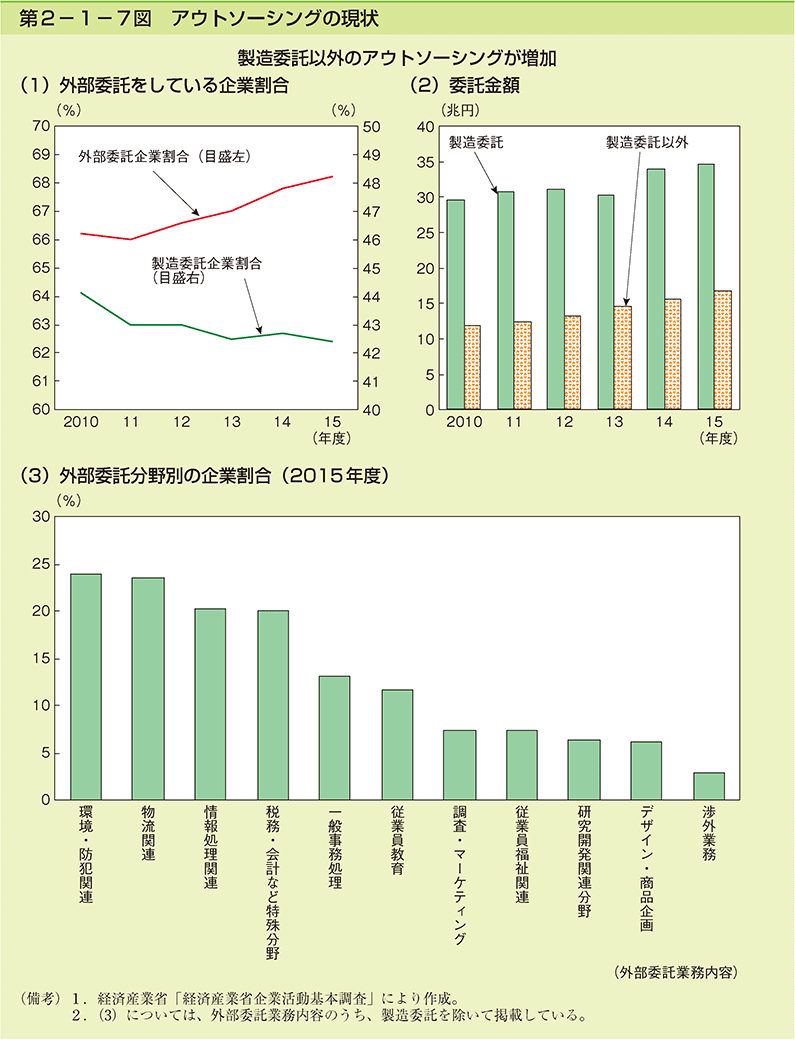 第２－１－７図　アウトソーシングの現状
製造委託以外のアウトソーシングが増加
（1）外部委託をしている企業割合
（％）
（％）
70
69
68
67
66
65
64
63
62
61
60
50
49
48
47
46
45
44
43
42
41
40
外部委託企業割合（目盛左）
製造委託企業割合
（目盛右）
2010 11 12 13 14 15
（年度）
（2）委託金額
（兆円）
40
35
30
25
20
15
10
5
0
製造委託
製造委託以外
2010 11 12 13 14 15
（年度）
（3）外部委託分野別の企業割合（2015年度）
（％）
30
25
20
15
10
5
0
環境・防犯関連
物流関連
情報処理関連
税務・会計など特殊分野
一般事務処理
従業員教育
調査・マーケティング
従業員福祉関連
研究開発関連分野
デザイン・商品企画
渉外業務
（外部委託業務内容）
（備考）１．経済産業省「経済産業省企業活動基本調査」により作成。
２．（3）については、外部委託業務内容のうち、製造委託を除いて掲載している。